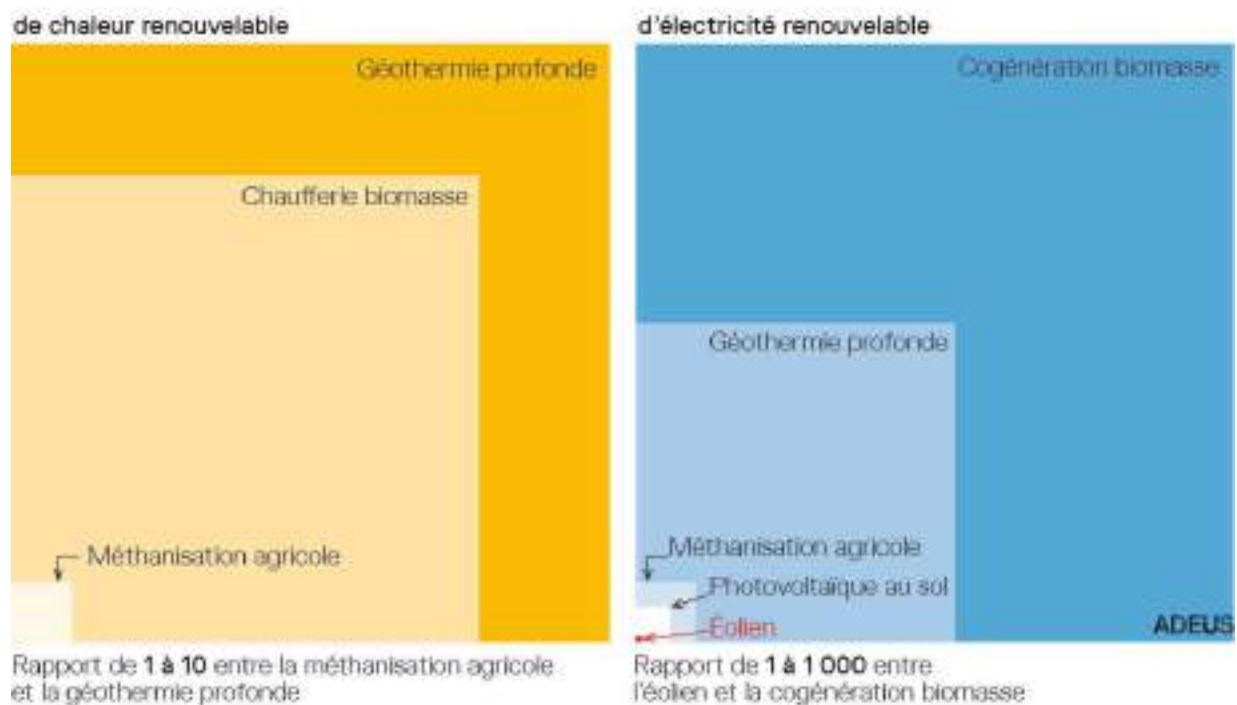 de chaleur renouvelable
Géothermie profonde
Chaufferie biomasse
Méthanisation agricole
Rapport de 1 à 10 entre la méthanisation agricole
et la géothermie profonde
d'électricité renouvelable
Cogénération biomasse
Géothermie profonde
Méthanisation agricole
Photovoltaïque au sol
Éolien
ADEUS
Rapport de 1 à 1 000 entre
l'éolien et la cogénération biomasse